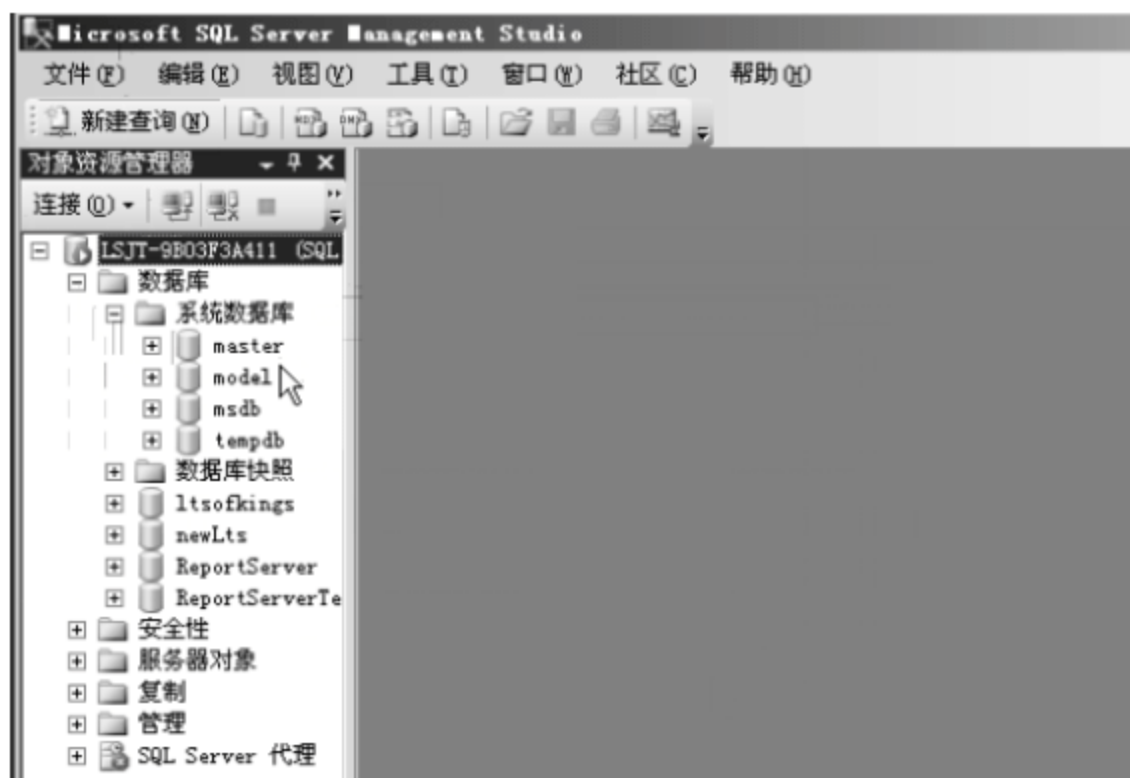 Microsoft SQL Server Management Studio
文件(F) 编辑(E) 视图(V) 工具(T) 窗口(W) 社区(C) 帮助(H)
新建查询(N)
对象资源管理器
连接(O)
LSJT-9B03F3A411 (SQL
数据库
系统数据库
master
model
msdb
tempdb
数据库快照
ltsofkings
newLts
ReportServer
ReportServerTe
安全性
服务器对象
复制
管理
SQL Server 代理